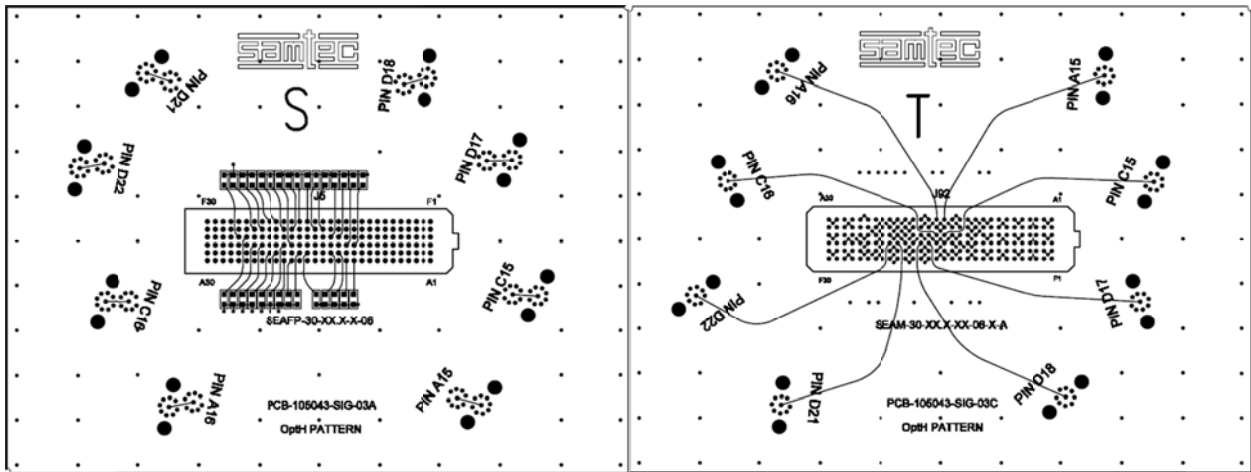 samtec
S
PIN D21
PIN D18
PIN D22
PIN D17
J5
F30
F1
A30
A1
SEAFP-30-XX.X-X-06
PIN C16
PIN C15
PIN A16
PIN A15
PCB-105043-SIG-03A
OptH PATTERN
samtec
T
PIN A16
PIN A15
PIN C16
PIN C15
J92
A30
A1
F30
F1
SEAM-30-XX.X-XX-06-X-A
PIN D22
PIN D17
PIN D21
PIN D18
PCB-105043-SIG-03C
OptH PATTERN